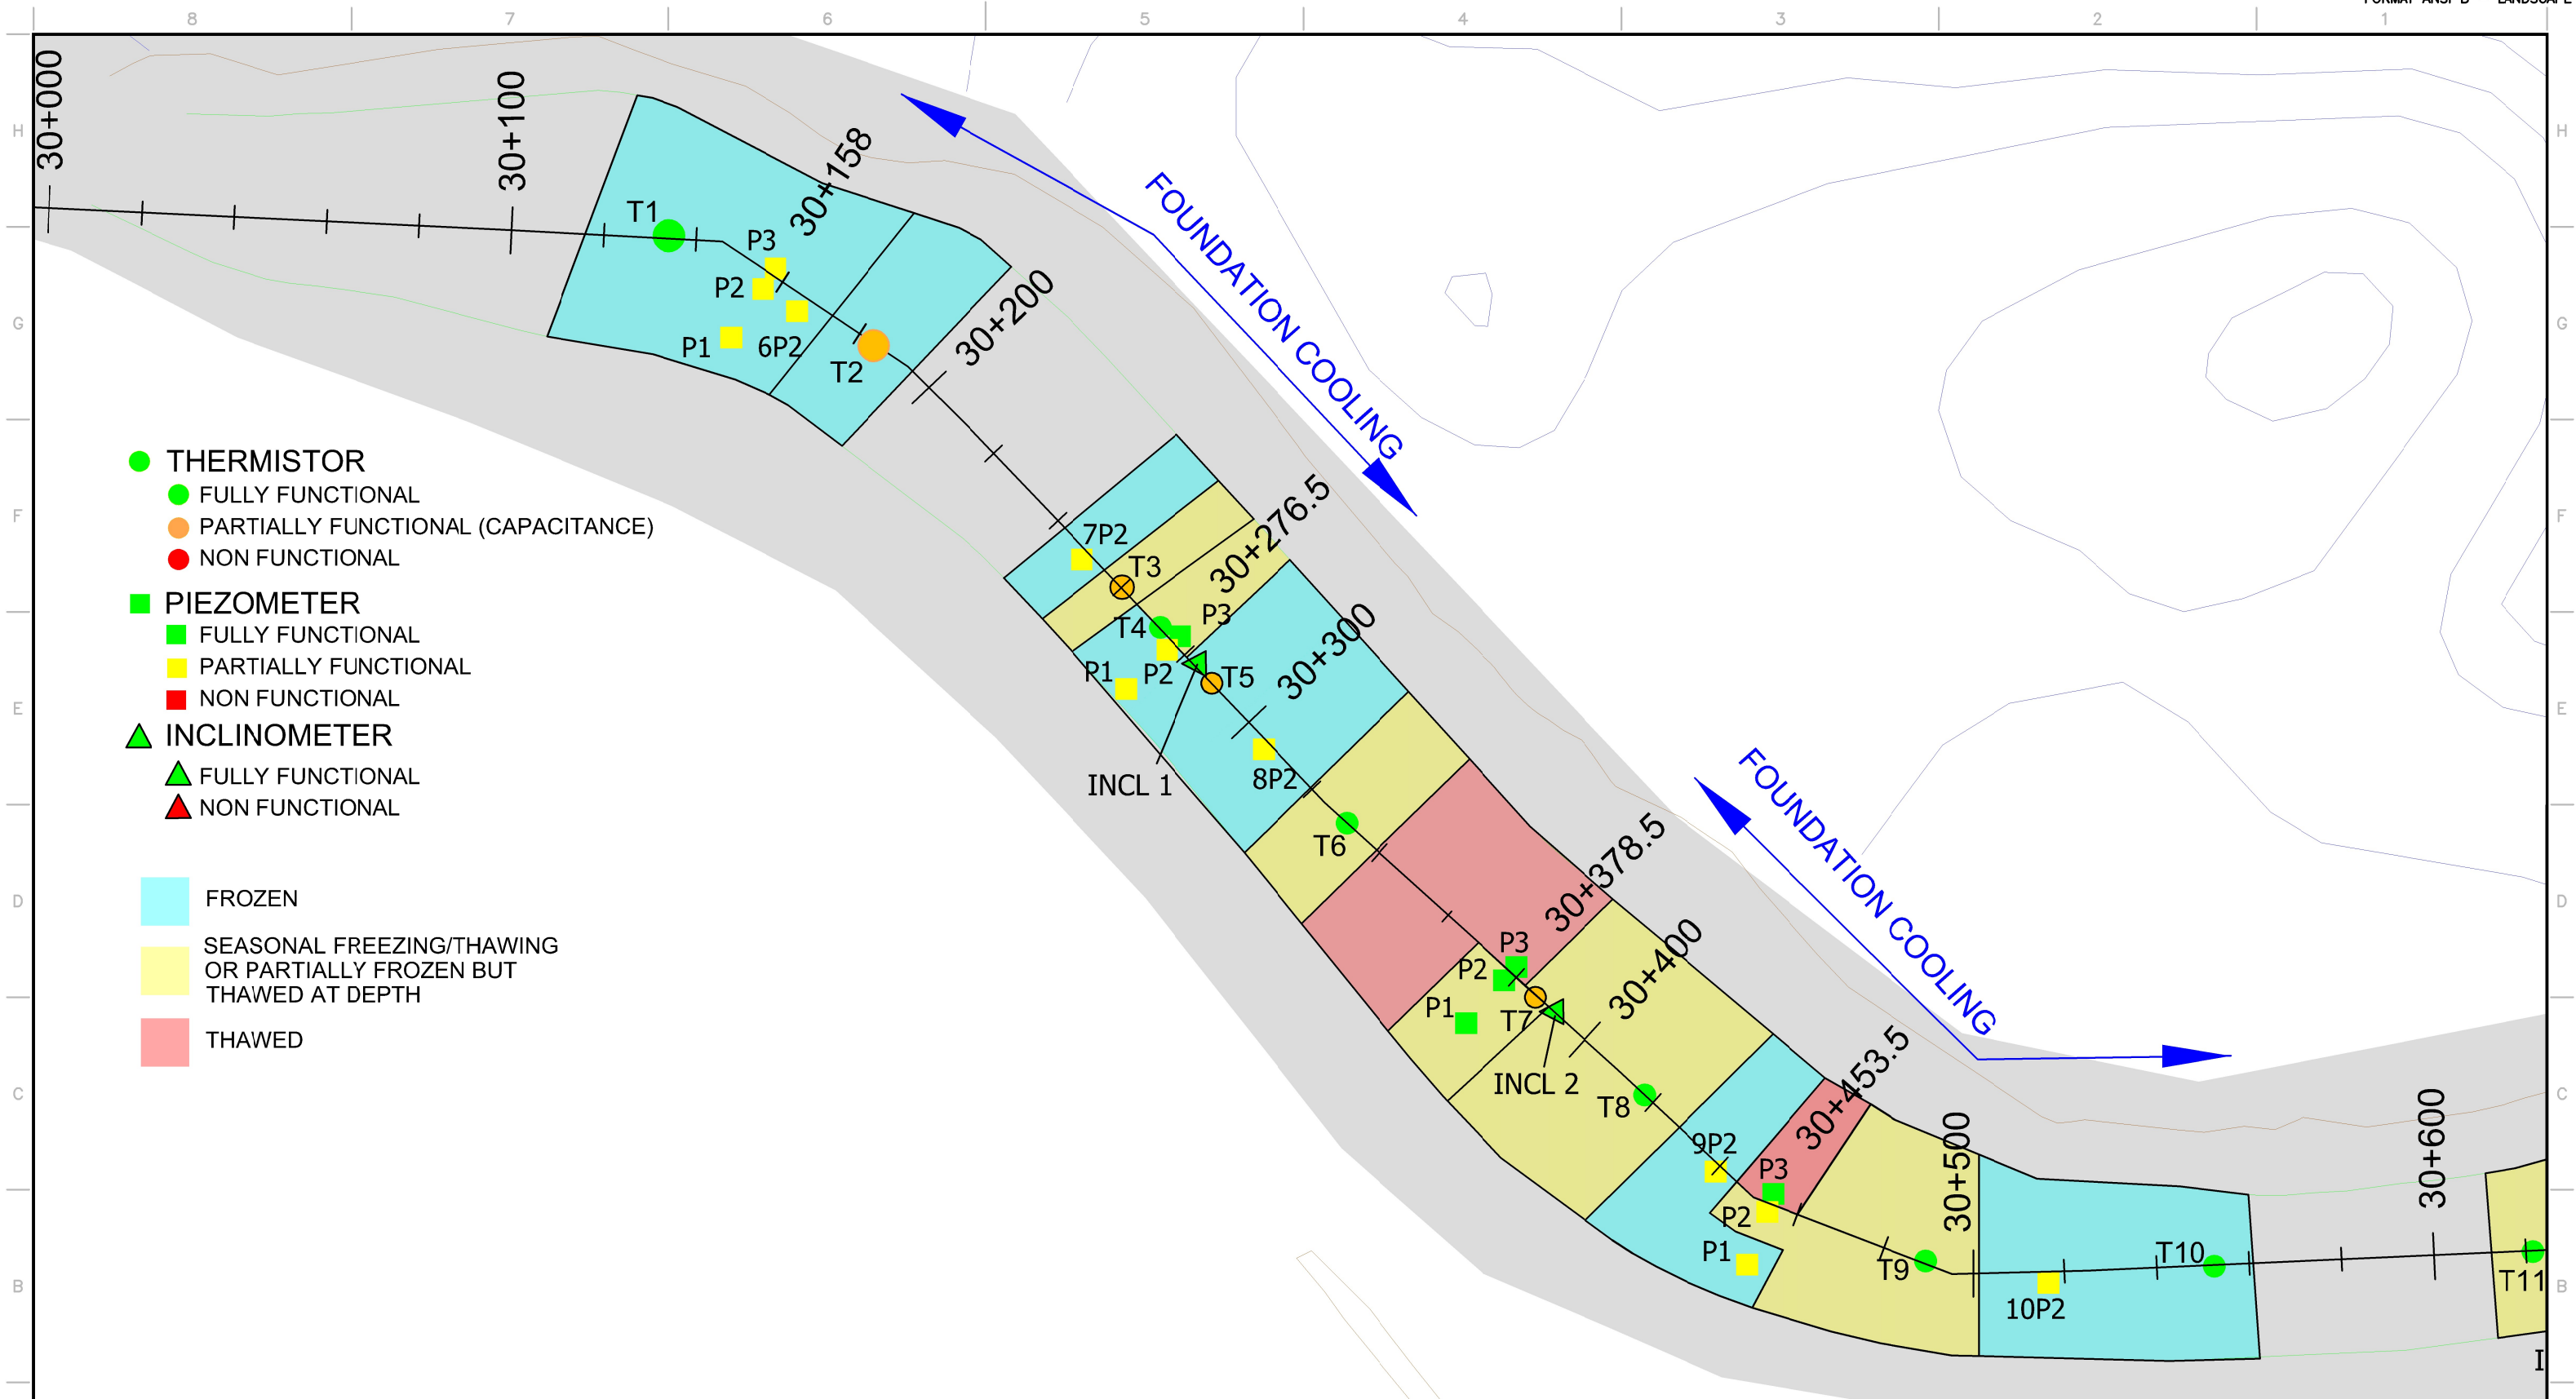 8 7 6 5 4 3 2 1
H
G
F
E
D
C
B
H
G
F
E
D
C
B
30+000
30+100
30+158
30+200
30+276.5
30+300
30+378.5
30+400
30+453.5
30+500
30+600
FOUNDATION COOLING
FOUNDATION COOLING
T1
P3
P2
P1
6P2
T2
7P2
T3
T4
P3
P2
P1
T5
INCL 1
8P2
T6
P3
P2
P1
T7
INCL 2
T8
9P2
P3
P2
P1
T9
T10
10P2
T11
THERMISTOR
FULLY FUNCTIONAL
PARTIALLY FUNCTIONAL (CAPACITANCE)
NON FUNCTIONAL
PIEZOMETER
FULLY FUNCTIONAL
PARTIALLY FUNCTIONAL
NON FUNCTIONAL
INCLINOMETER
FULLY FUNCTIONAL
NON FUNCTIONAL
FROZEN
SEASONAL FREEZING/THAWING
OR PARTIALLY FROZEN BUT
THAWED AT DEPTH
THAWED